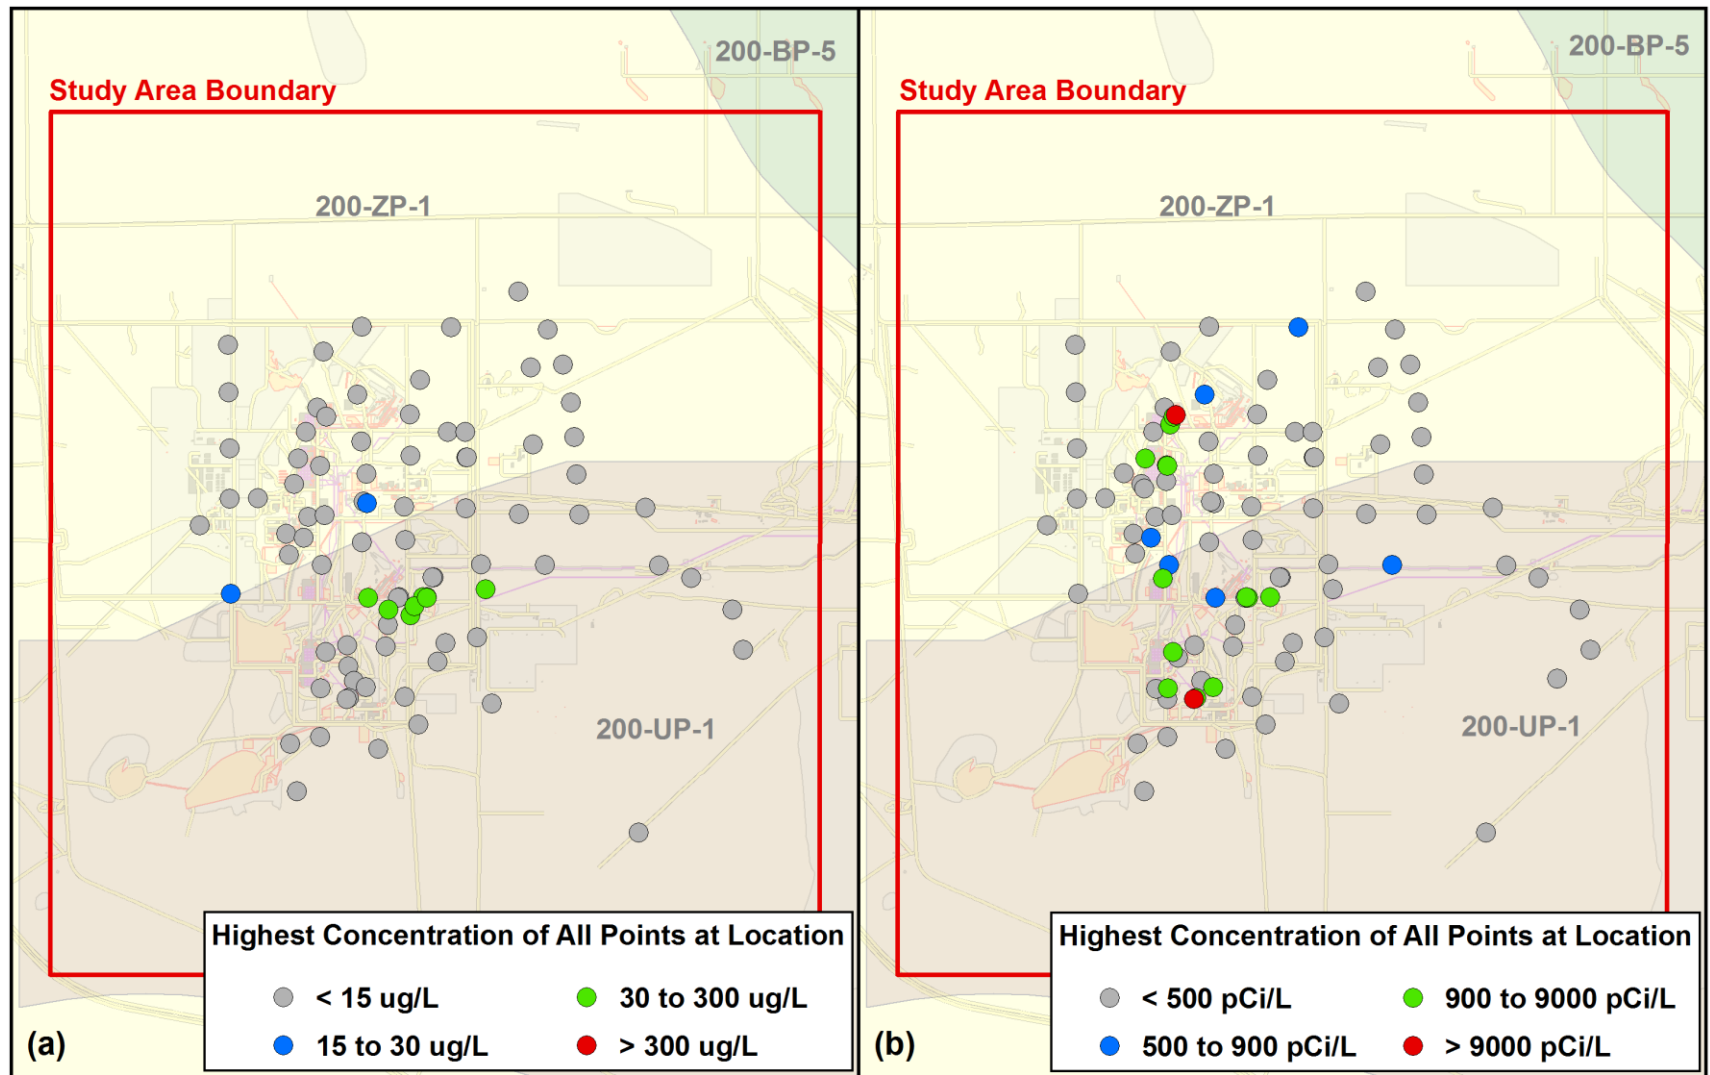 200-BP-5
Study Area Boundary
200-ZP-1
200-UP-1
Highest Concentration of All Points at Location
< 15 ug/L
30 to 300 ug/L
15 to 30 ug/L
> 300 ug/L
(a)
200-BP-5
Study Area Boundary
200-ZP-1
200-UP-1
Highest Concentration of All Points at Location
< 500 pCi/L
900 to 9000 pCi/L
500 to 900 pCi/L
> 9000 pCi/L
(b)